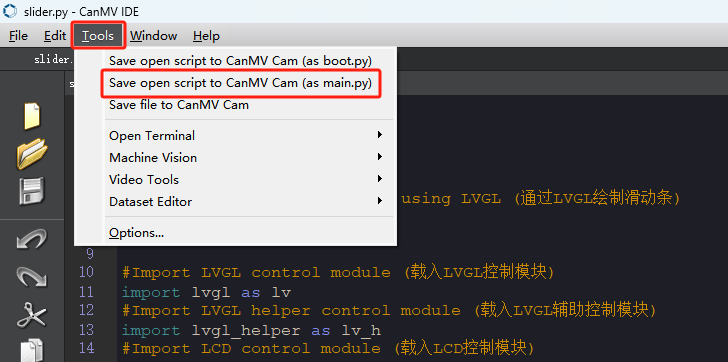 slider.py - CanMV IDE
File Edit Tools Window Help
slider.
Save open script to CanMV Cam (as boot.py)
Save open script to CanMV Cam (as main.py)
Save file to CanMV Cam
Open Terminal
Machine Vision
Video Tools
using LVGL (通过LVGL绘制滑动条)
Dataset Editor
Options...
9
10 #Import LVGL control module (载入LVGL控制模块)
11 import lvgl as lv
12 #Import LVGL helper control module (载入LVGL辅助控制模块)
13 import lvgl_helper as lv_h
14 #Import LCD control module (载入LCD控制模块)